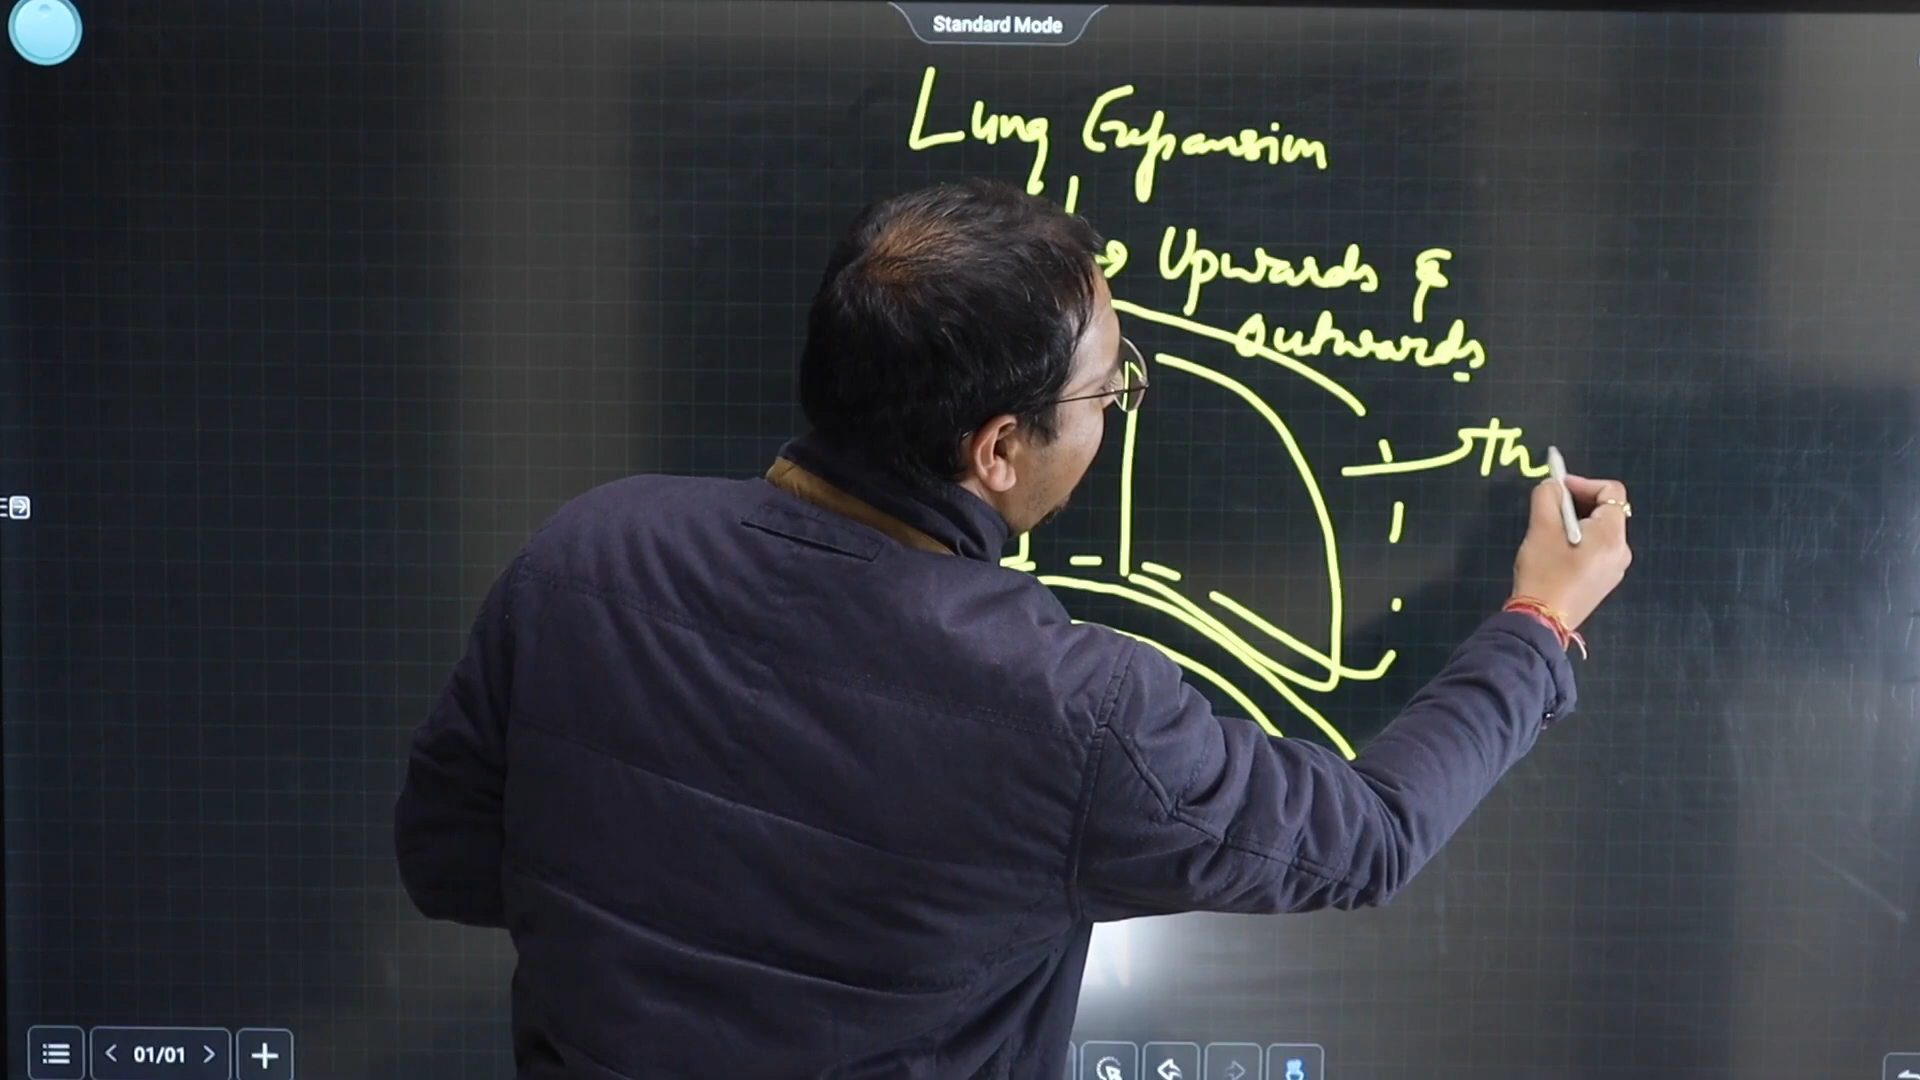 Standard Mode
Lung Expansion
→ Upwards &
outwards
Th
01/01